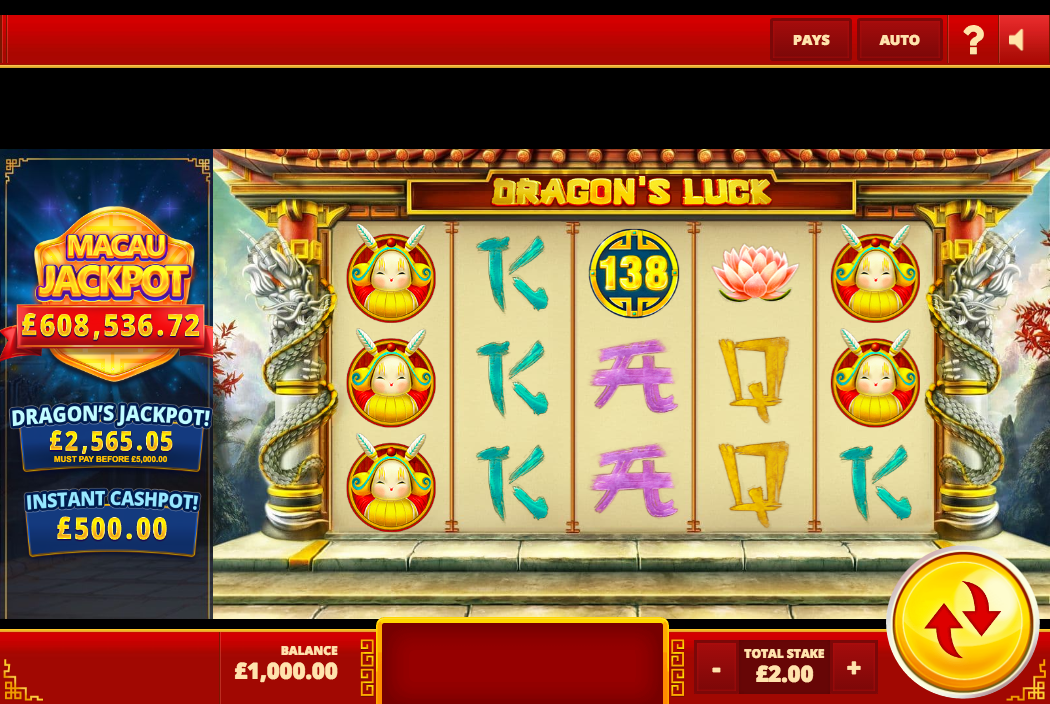 PAYS
AUTO
?
DRAGON'S LUCK
MACAU
JACKPOT
£608,536.72
DRAGON'S JACKPOT!
£2,565.05
MUST PAY BEFORE £5,000.00
INSTANT CASHPOT!
£500.00
K
138
K
A
Q
K
A
Q
K
BALANCE
£1,000.00
-
TOTAL STAKE
£2.00
+